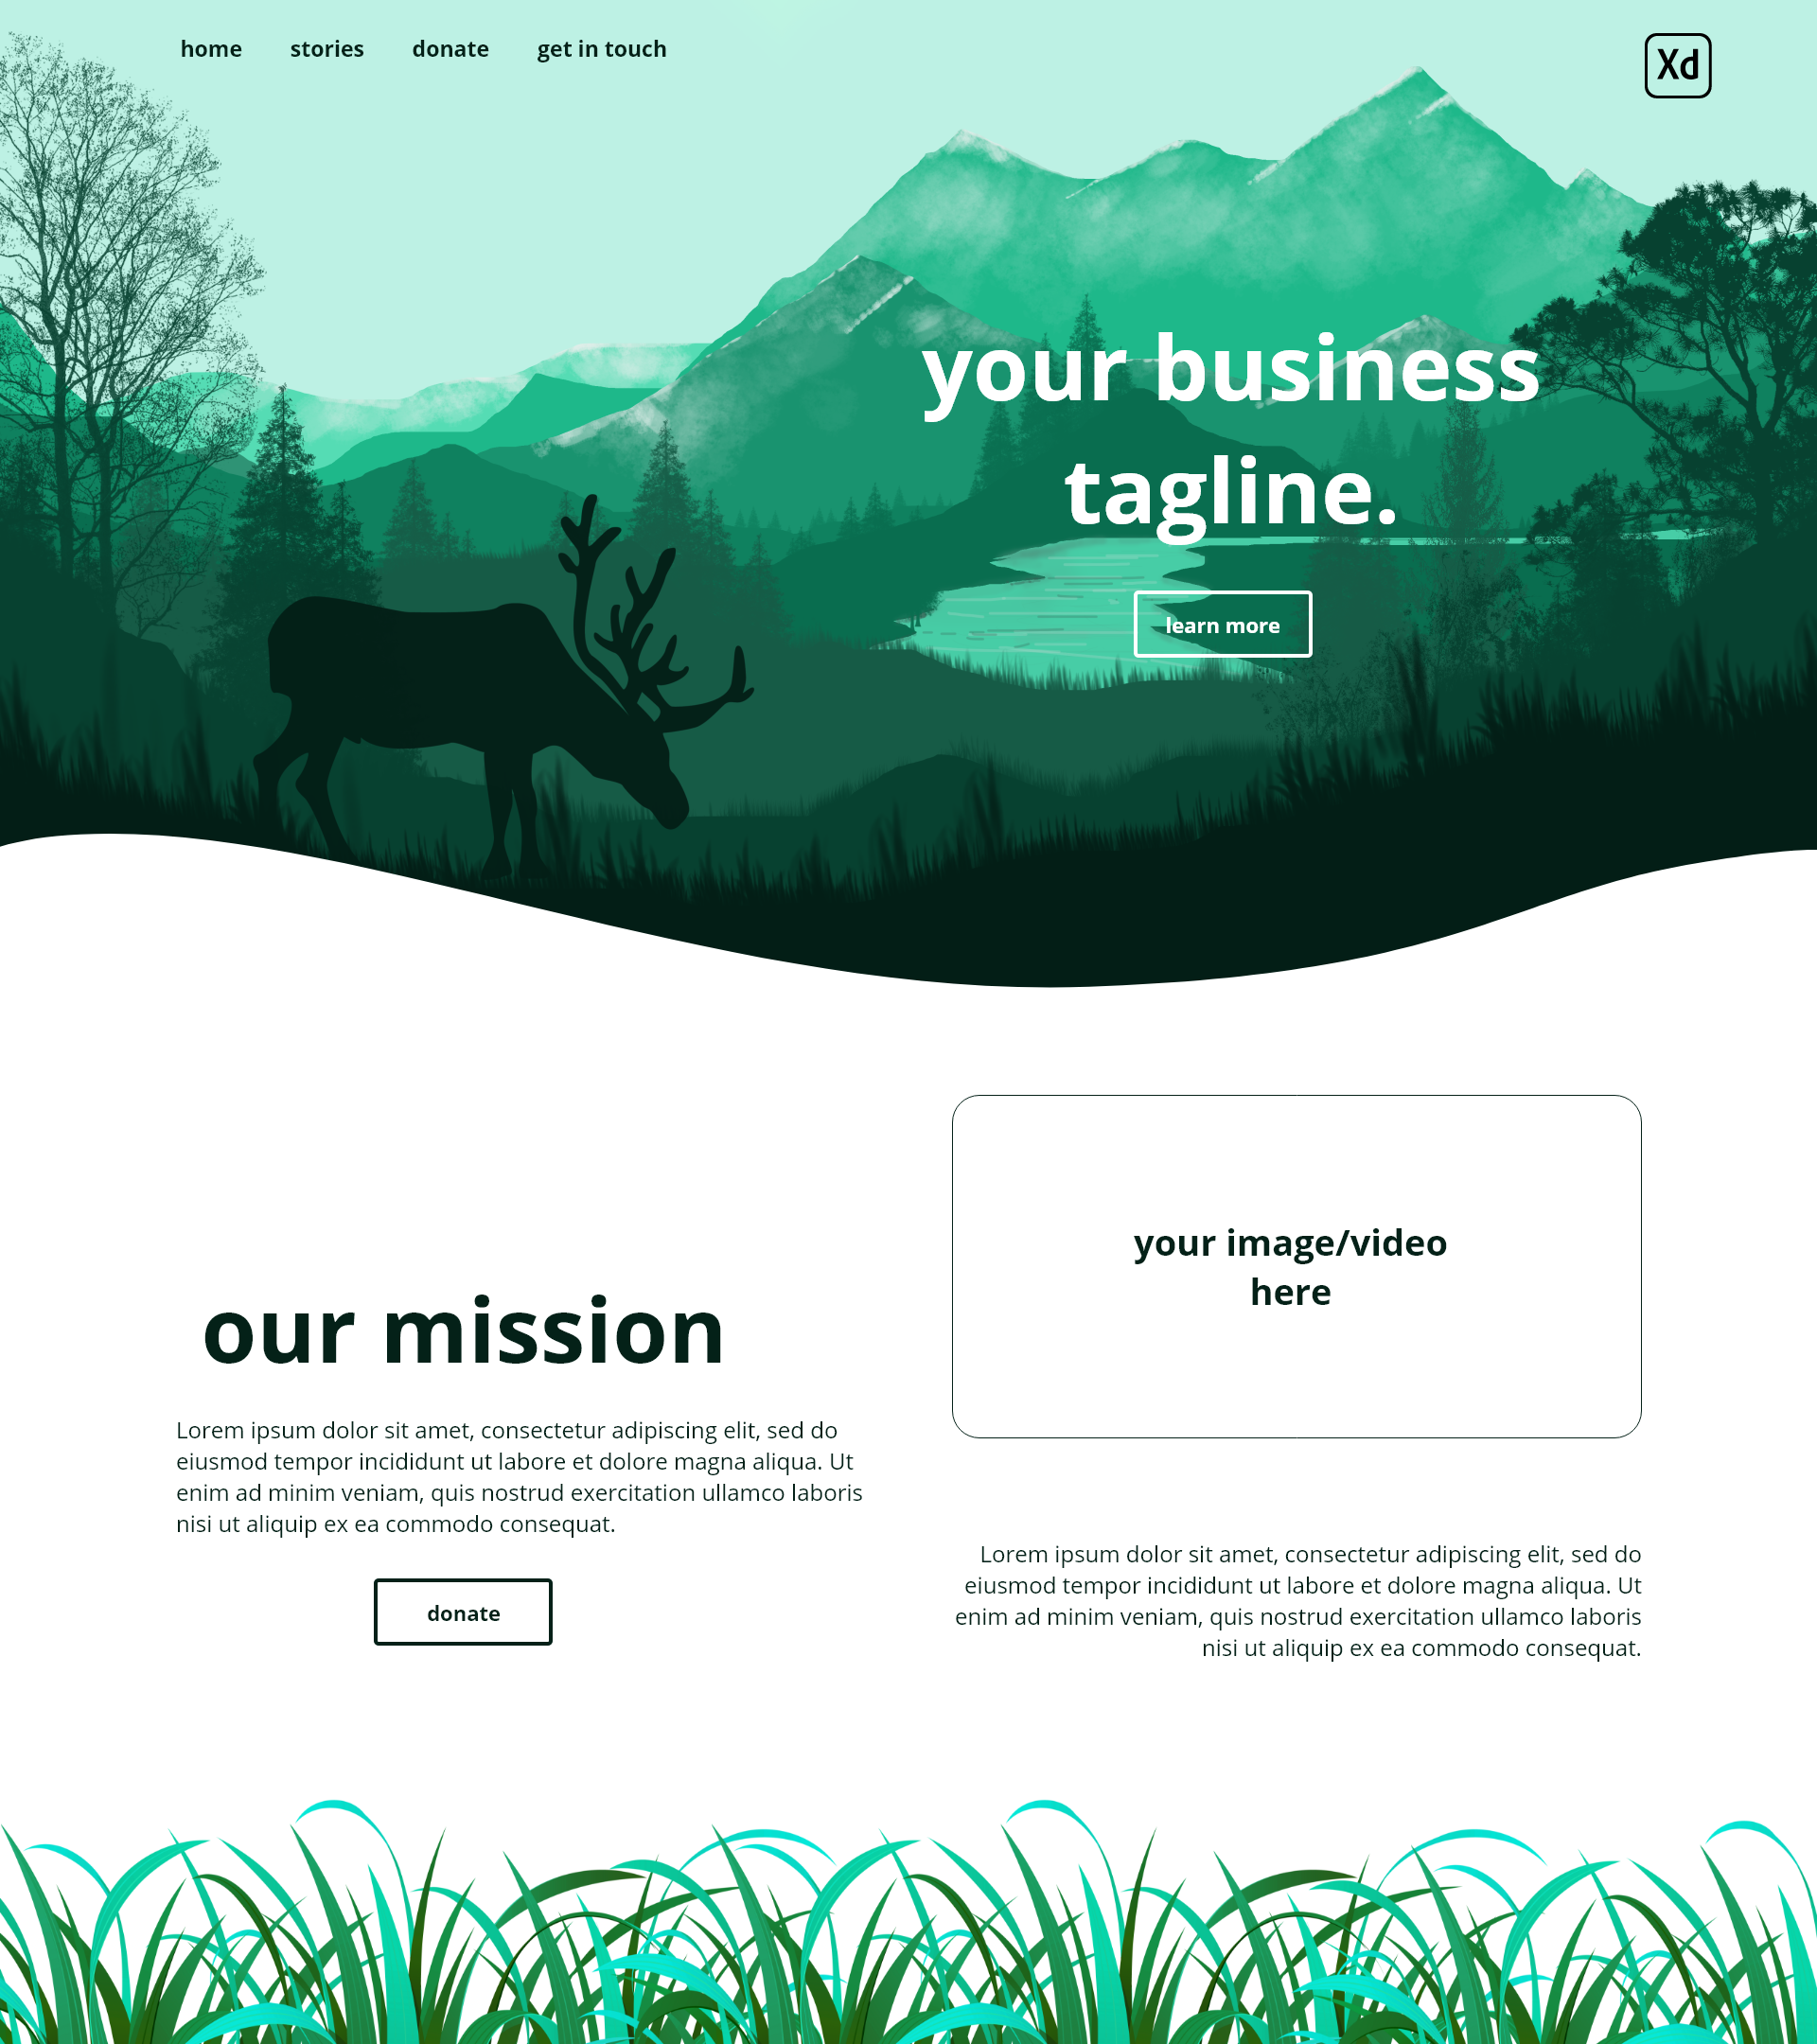 home stories donate get in touch
Xd
your business
tagline.
learn more
your image/video
here
our mission
Lorem ipsum dolor sit amet, consectetur adipiscing elit, sed do
eiusmod tempor incididunt ut labore et dolore magna aliqua. Ut
enim ad minim veniam, quis nostrud exercitation ullamco laboris
nisi ut aliquip ex ea commodo consequat.
donate
Lorem ipsum dolor sit amet, consectetur adipiscing elit, sed do
eiusmod tempor incididunt ut labore et dolore magna aliqua. Ut
enim ad minim veniam, quis nostrud exercitation ullamco laboris
nisi ut aliquip ex ea commodo consequat.